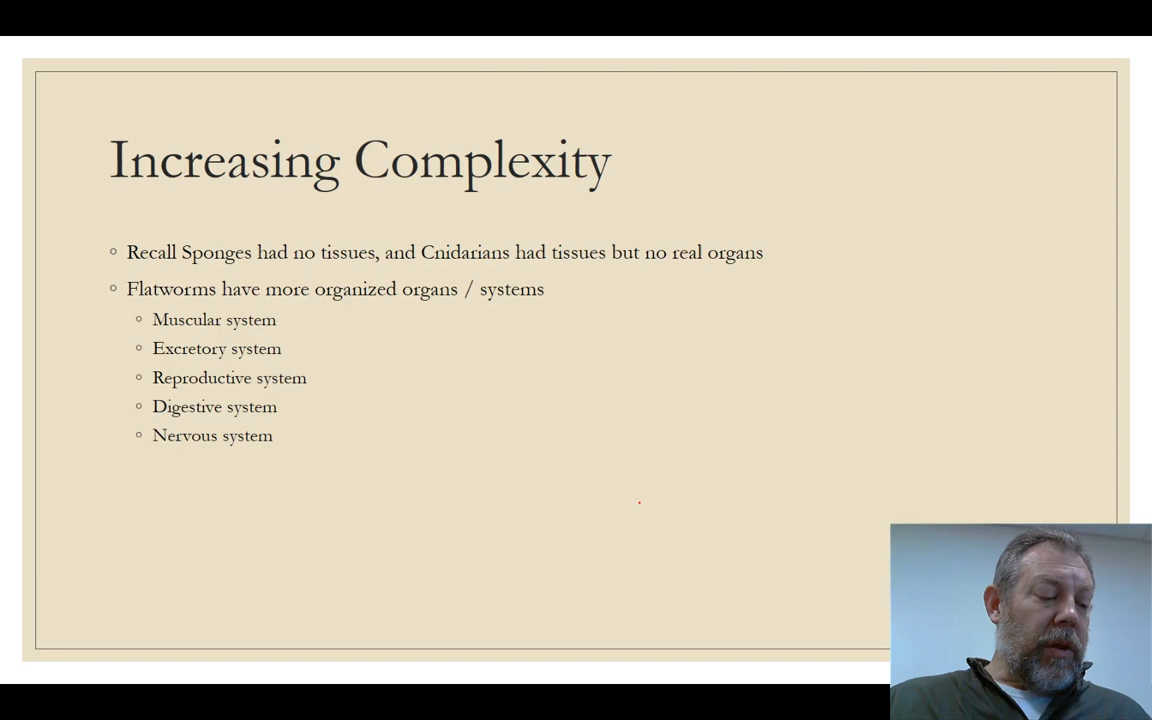 Increasing Complexity
◦ Recall Sponges had no tissues, and Cnidarians had tissues but no real organs
◦ Flatworms have more organized organs / systems
◦ Muscular system
◦ Excretory system
◦ Reproductive system
◦ Digestive system
◦ Nervous system